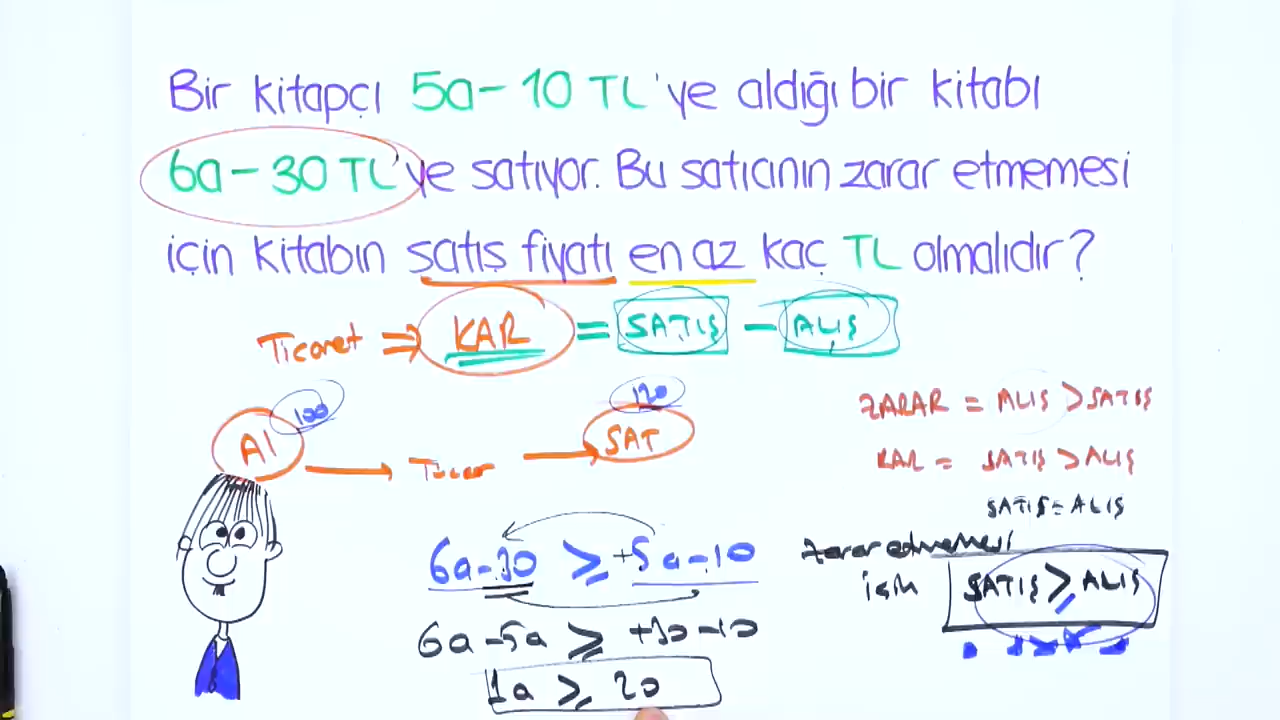 Bir kitapçı 5a-10 TL'ye aldığı bir kitabı
6a-30 TL'ye satıyor. Bu satıcının zarar etmemesi
için kitabın satış fiyatı en az kaç TL olmalıdır?
Ticaret ⇒ KAR = SATIŞ - ALIŞ
100 120
Al → → SAT
ZARAR = ALIŞ > SATIŞ
KAR = SATIŞ > ALIŞ
SATIŞ = ALIŞ
zarar etmemesi
için SATIŞ ≥ ALIŞ
6a-30 ≥ +5a-10
6a-5a ≥ +30-10
1a ≥ 20